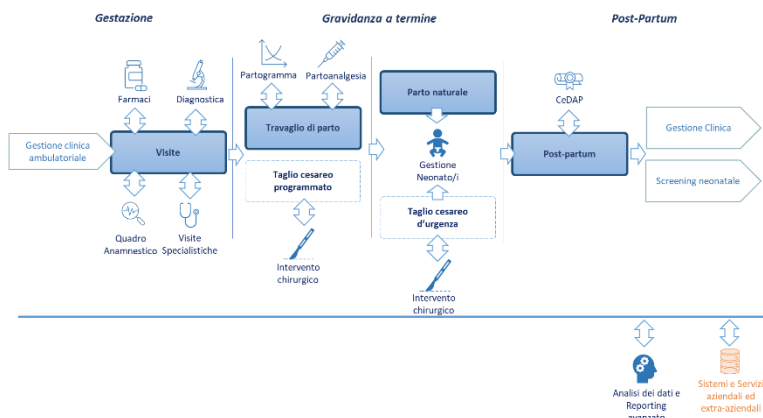 Gestazione
Gravidanza a termine
Post-Partum
Partogramma
Partoanalgesia
Farmaci
Diagnostica
Parto naturale
CeDAP
Travaglio di parto
Gestione clinica
ambulatoriale
Visite
Gestione Clinica
Post-partum
Gestione
Neonato/i
Taglio cesareo
programmato
Screening neonatale
Taglio cesareo
d'urgenza
Quadro
Anamnestico
Visite
Specialistiche
Intervento
chirurgico
Intervento
chirurgico
Analisi dei dati e
Reporting
avanzato
Sistemi e Servizi
aziendali ed
extra-aziendali